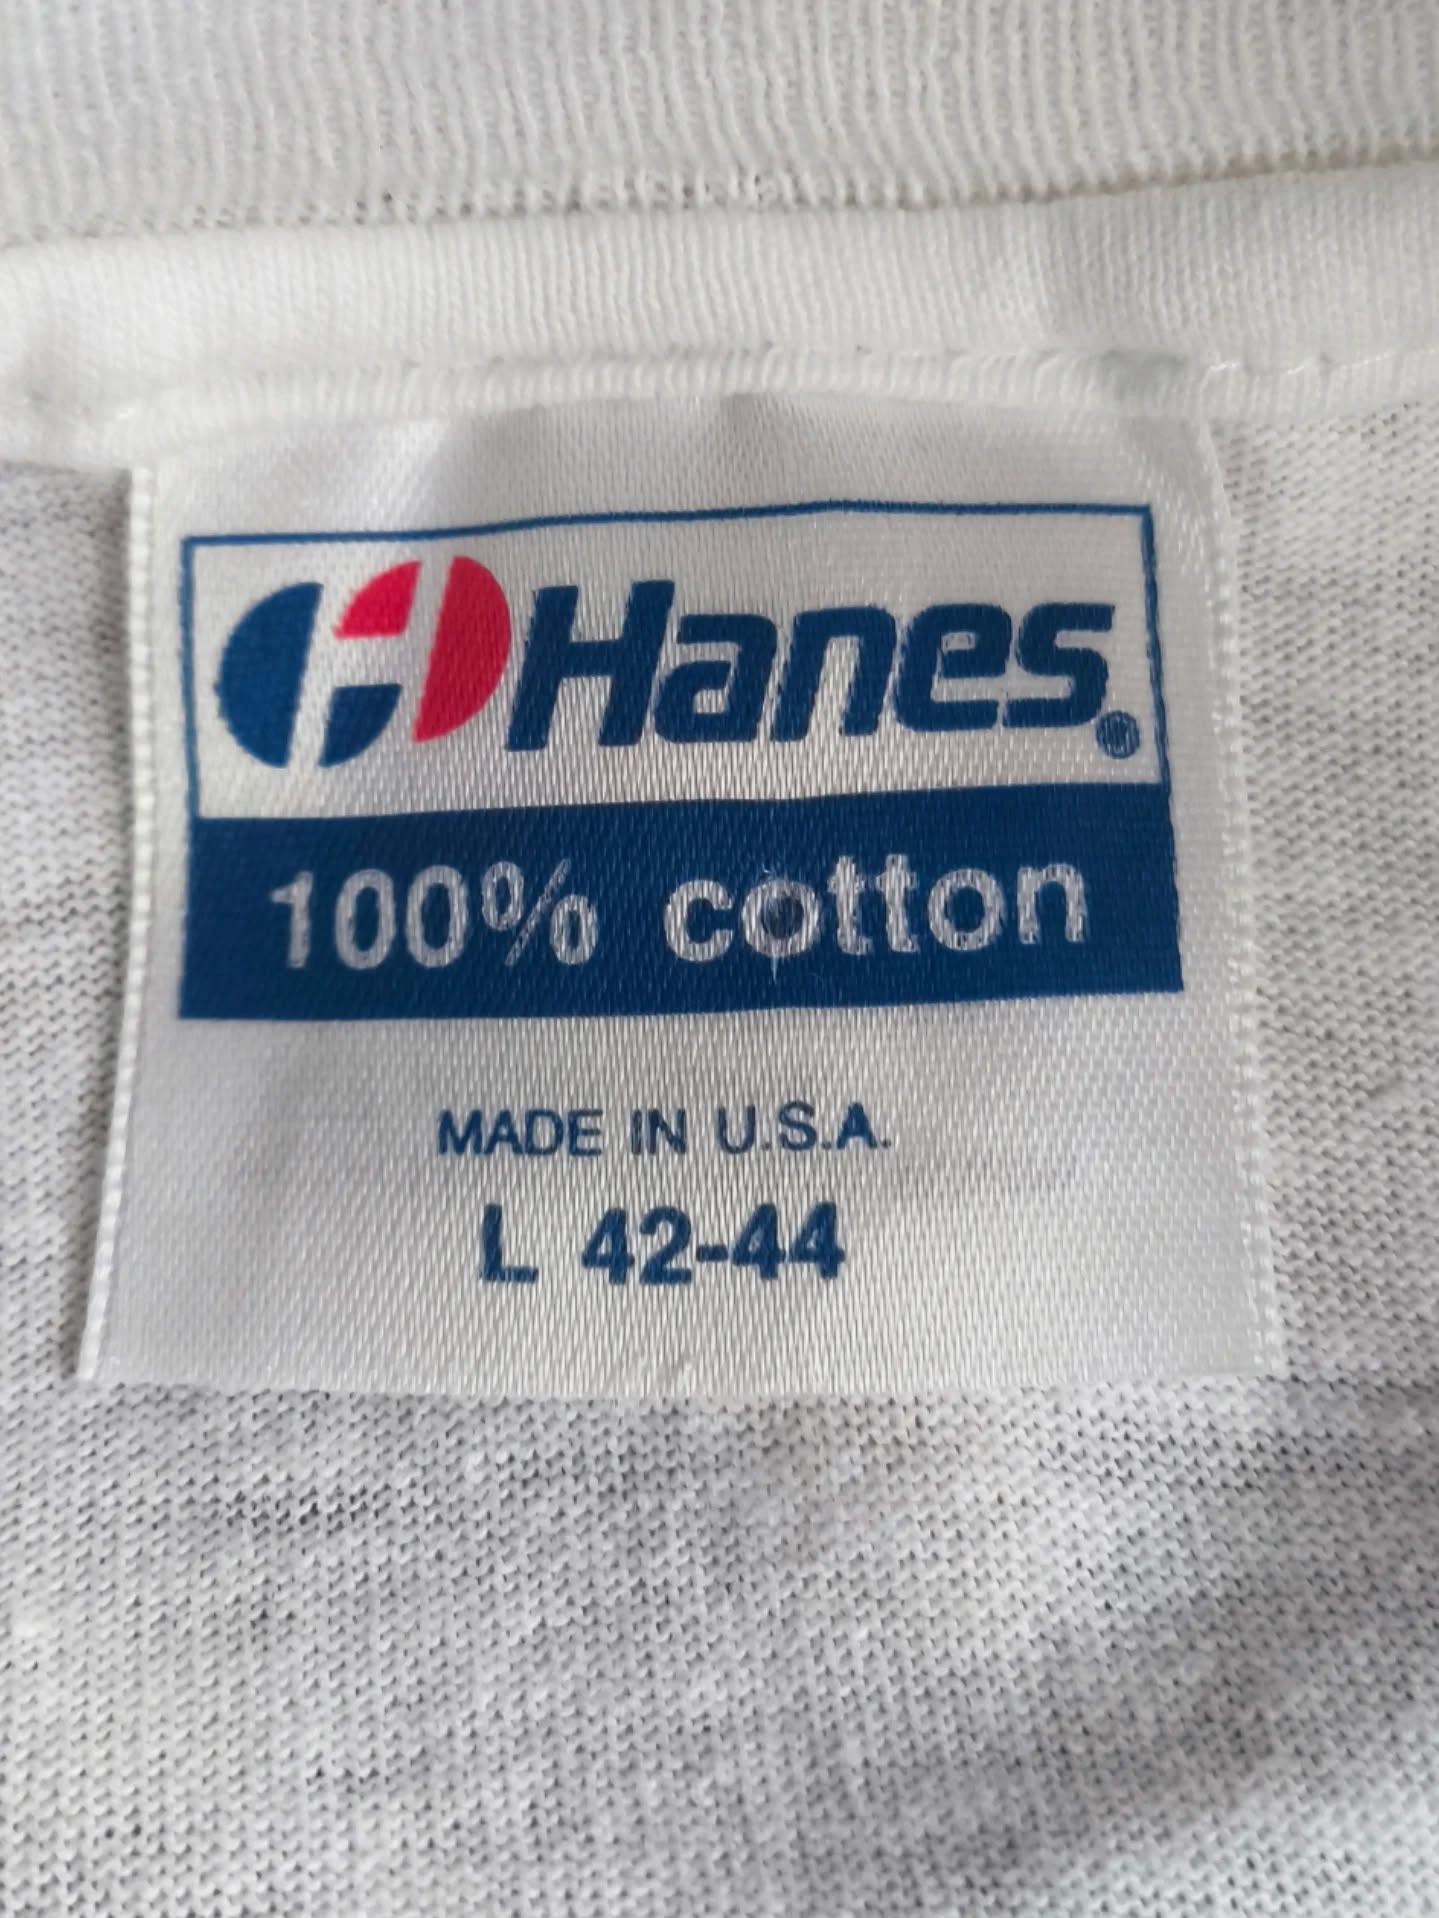 Hanes®
100% cotton
MADE IN U.S.A.
L 42-44